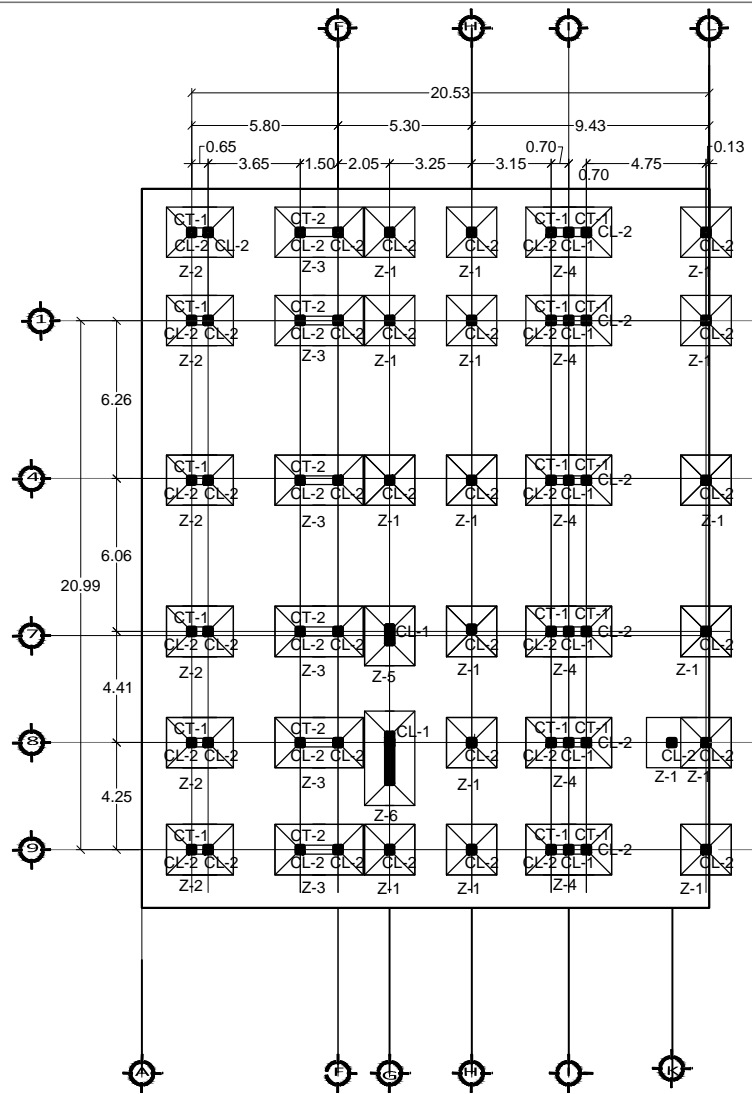 F H I L
20.53
5.80 5.30 9.43
0.65 0.70 0.13
3.65 1.50 2.05 3.25 3.15 0.70 4.75
CT-1 CT-2 CT-1 CT-1
CL-2 CL-2 CL-2 CL-2 CL-2 CL-2 CL-2 CL-1 CL-2 CL-2
Z-2 Z-3 Z-1 Z-1 Z-4 Z-1
1
CT-1 CT-2 CT-1 CT-1
CL-2 CL-2 CL-2 CL-2 CL-2 CL-2 CL-2 CL-1 CL-2 CL-2
Z-2 Z-3 Z-1 Z-1 Z-4 Z-1
6.26
4
CT-1 CT-2 CT-1 CT-1
CL-2 CL-2 CL-2 CL-2 CL-2 CL-2 CL-2 CL-1 CL-2 CL-2
Z-2 Z-3 Z-1 Z-1 Z-4 Z-1
6.06
20.99
7
CT-1 CT-2 CL-1 CT-1 CT-1
CL-2 CL-2 CL-2 CL-2 CL-2 CL-2 CL-1 CL-2 CL-2
Z-2 Z-3 Z-5 Z-1 Z-4 Z-1
4.41
8
CT-1 CT-2 CL-1 CT-1 CT-1
CL-2 CL-2 CL-2 CL-2 CL-2 CL-2 CL-1 CL-2 CL-2 CL-2
Z-2 Z-3 Z-6 Z-1 Z-4 Z-1 Z-1
4.25
9
CT-1 CT-2 CT-1 CT-1
CL-2 CL-2 CL-2 CL-2 CL-2 CL-2 CL-2 CL-1 CL-2 CL-2
Z-2 Z-3 Z-1 Z-1 Z-4 Z-1
A F G H I K